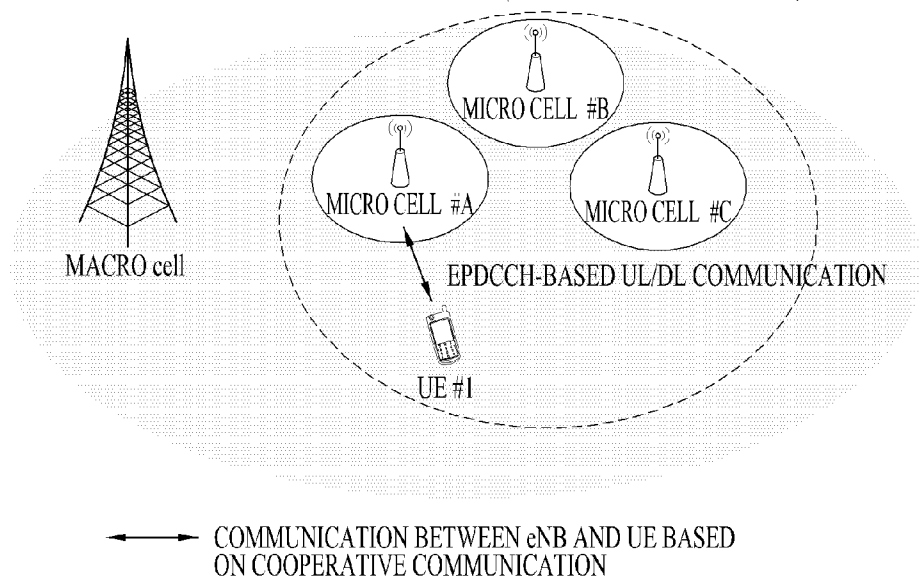 MICRO CELL #B
MICRO CELL #A
MICRO CELL #C
MACRO cell
EPDCCH-BASED UL/DL COMMUNICATION
UE #1
COMMUNICATION BETWEEN eNB AND UE BASED
ON COOPERATIVE COMMUNICATION